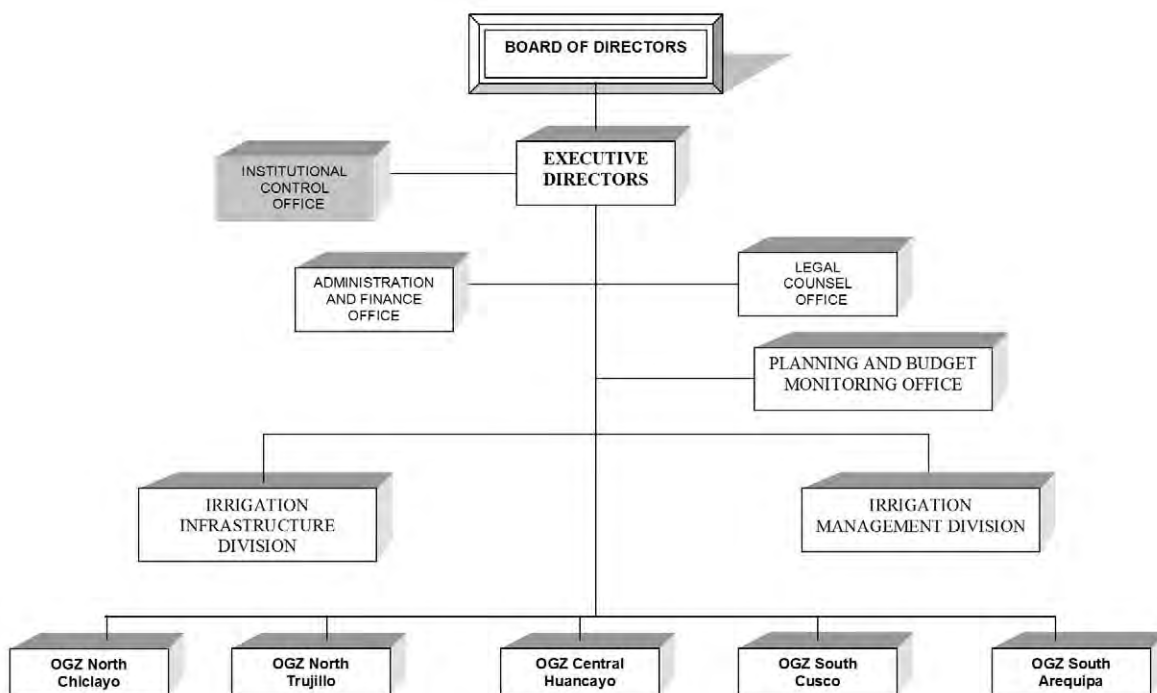 BOARD OF DIRECTORS
EXECUTIVE
DIRECTORS
INSTITUTIONAL
CONTROL
OFFICE
ADMINISTRATION
AND FINANCE
OFFICE
LEGAL
COUNSEL
OFFICE
PLANNING AND BUDGET
MONITORING OFFICE
IRRIGATION
INFRASTRUCTURE
DIVISION
IRRIGATION
MANAGEMENT DIVISION
OGZ North
Chiclayo
OGZ North
Trujillo
OGZ Central
Huancayo
OGZ South
Cusco
OGZ South
Arequipa